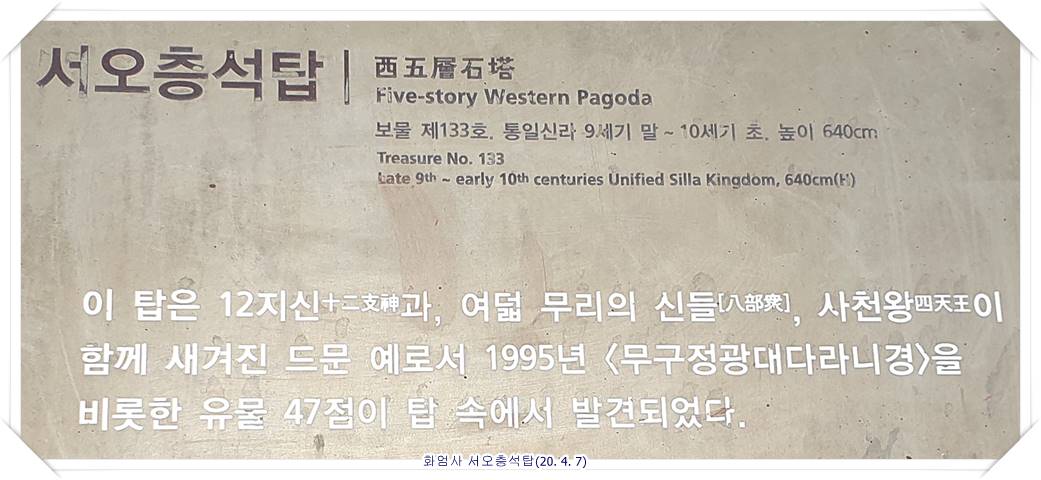 서오층석탑
西五層石塔
Five-story Western Pagoda
보물 제133호. 통일신라 9세기 말 ~ 10세기 초. 높이 640cm
Treasure No. 133
Late 9th ~ early 10th centuries Unified Silla Kingdom, 640cm(H)
이 탑은 12지신十二支神과, 여덟 무리의 신들[八部衆], 사천왕四天王이
함께 새겨진 드문 예로서 1995년 〈무구정광대다라니경〉을
비롯한 유물 47점이 탑 속에서 발견되었다.
화엄사 서오층석탑(20. 4. 7)